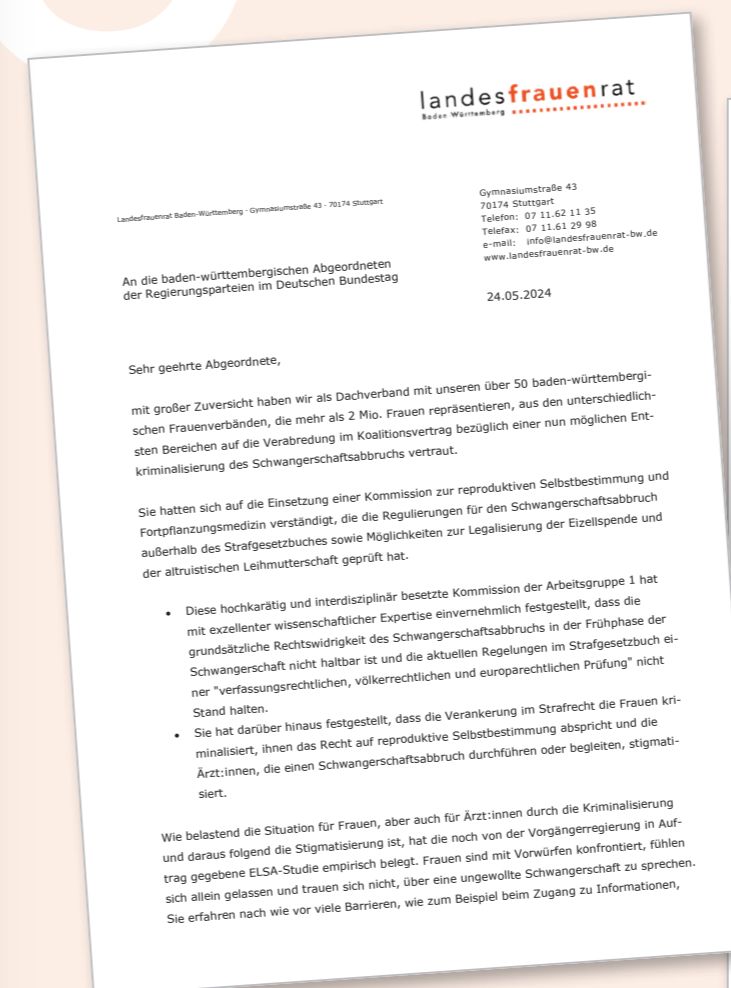 landesfrauenrat
Baden Württemberg
Landesfrauenrat Baden-Württemberg - Gymnasiumstraße 43 - 70174 Stuttgart
Gymnasiumstraße 43
70174 Stuttgart
Telefon: 07 11.62 11 35
Telefax: 07 11.61 29 98
e-mail: info@landesfrauenrat-bw.de
www.landesfrauenrat-bw.de
An die baden-württembergischen Abgeordneten
der Regierungsparteien im Deutschen Bundestag
24.05.2024
Sehr geehrte Abgeordnete,
mit großer Zuversicht haben wir als Dachverband mit unseren über 50 baden-württembergi-
schen Frauenverbänden, die mehr als 2 Mio. Frauen repräsentieren, aus den unterschiedlich-
sten Bereichen auf die Verabredung im Koalitionsvertrag bezüglich einer nun möglichen Ent-
kriminalisierung des Schwangerschaftsabbruchs vertraut.
Sie hatten sich auf die Einsetzung einer Kommission zur reproduktiven Selbstbestimmung und
Fortpflanzungsmedizin verständigt, die die Regulierungen für den Schwangerschaftsabbruch
außerhalb des Strafgesetzbuches sowie Möglichkeiten zur Legalisierung der Eizellspende und
der altruistischen Leihmutterschaft geprüft hat.
• Diese hochkarätig und interdisziplinär besetzte Kommission der Arbeitsgruppe 1 hat
mit exzellenter wissenschaftlicher Expertise einvernehmlich festgestellt, dass die
grundsätzliche Rechtswidrigkeit des Schwangerschaftsabbruchs in der Frühphase der
Schwangerschaft nicht haltbar ist und die aktuellen Regelungen im Strafgesetzbuch ei-
ner "verfassungsrechtlichen, völkerrechtlichen und europarechtlichen Prüfung" nicht
Stand halten.
• Sie hat darüber hinaus festgestellt, dass die Verankerung im Strafrecht die Frauen kri-
minalisiert, ihnen das Recht auf reproduktive Selbstbestimmung abspricht und die
Ärzt:innen, die einen Schwangerschaftsabbruch durchführen oder begleiten, stigmati-
siert.
Wie belastend die Situation für Frauen, aber auch für Ärzt:innen durch die Kriminalisierung
und daraus folgend die Stigmatisierung ist, hat die noch von der Vorgängerregierung in Auf-
trag gegebene ELSA-Studie empirisch belegt. Frauen sind mit Vorwürfen konfrontiert, fühlen
sich allein gelassen und trauen sich nicht, über eine ungewollte Schwangerschaft zu sprechen.
Sie erfahren nach wie vor viele Barrieren, wie zum Beispiel beim Zugang zu Informationen,